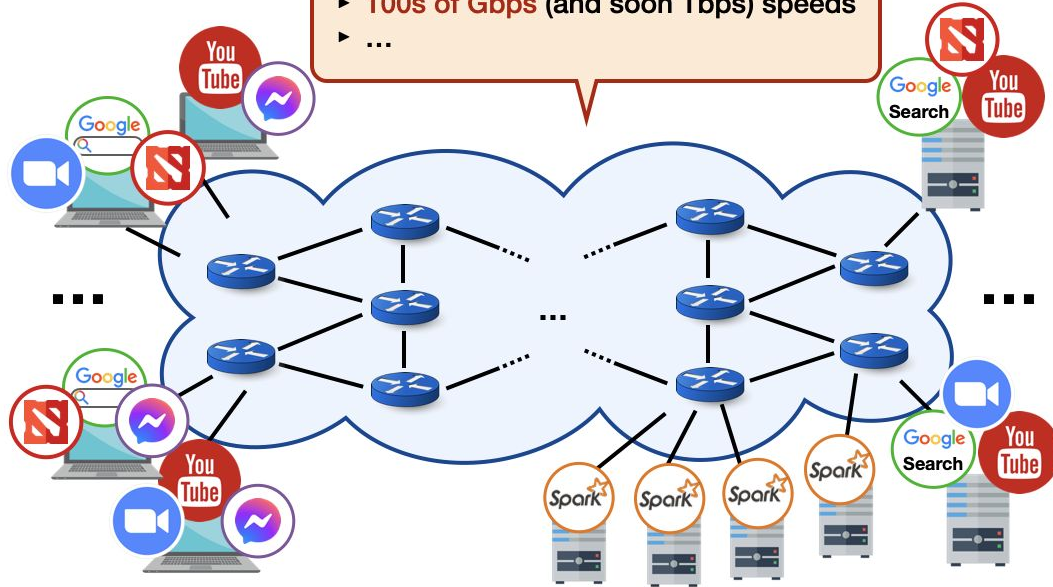 ▸ 100s of Gbps (and soon Tbps) speeds
▸ ...
You
Tube
Google
Google
Search
You
Tube
...
...
...
Google
You
Tube
Spark
Spark
Spark
Spark
Google
Search
You
Tube